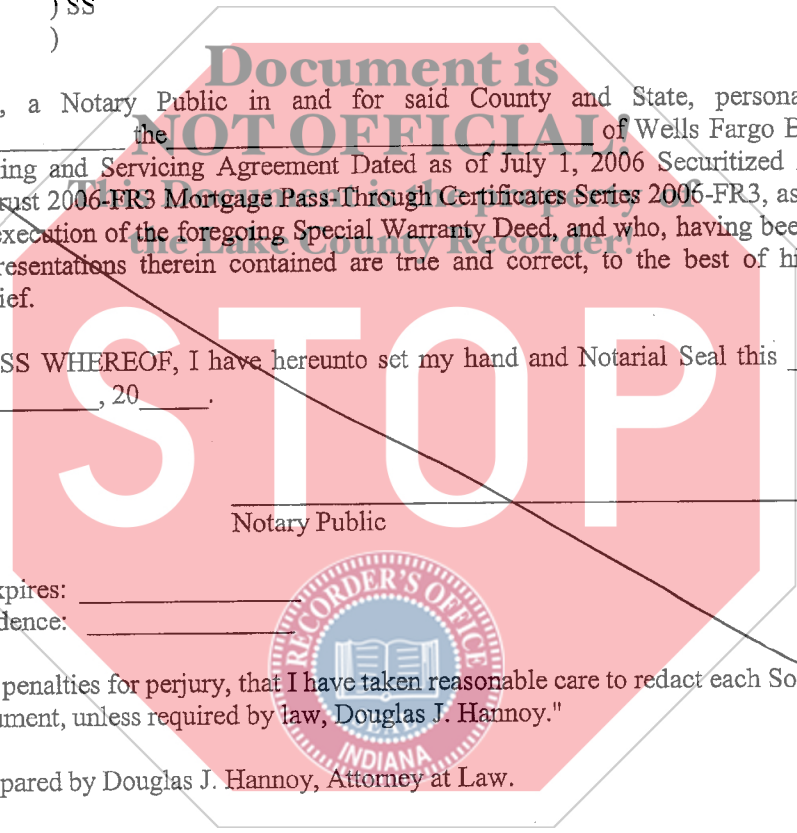 ) SS
)
Document is
, a Notary Public in and for said County and State, persona
NOT OFFICIAL!
the of Wells Fargo B
ing and Servicing Agreement Dated as of July 1, 2006 Securitized
This Document is the property of
rust 2006-FR3 Mortgage Pass-Through Certificates Series 2006-FR3, as
execution of the foregoing Special Warranty Deed, and who, having bee
the Lake County Recorder!
resentations therein contained are true and correct, to the best of hi
ief.
STOP
SS WHEREOF, I have hereunto set my hand and Notarial Seal this
, 20 .
Notary Public
xpires:
dence:
RECORDER'S OFFICE
penalties for perjury, that I have taken reasonable care to redact each So
ument, unless required by law, Douglas J. Hannoy."
SEAL
INDIANA
pared by Douglas J. Hannoy, Attorney at Law.